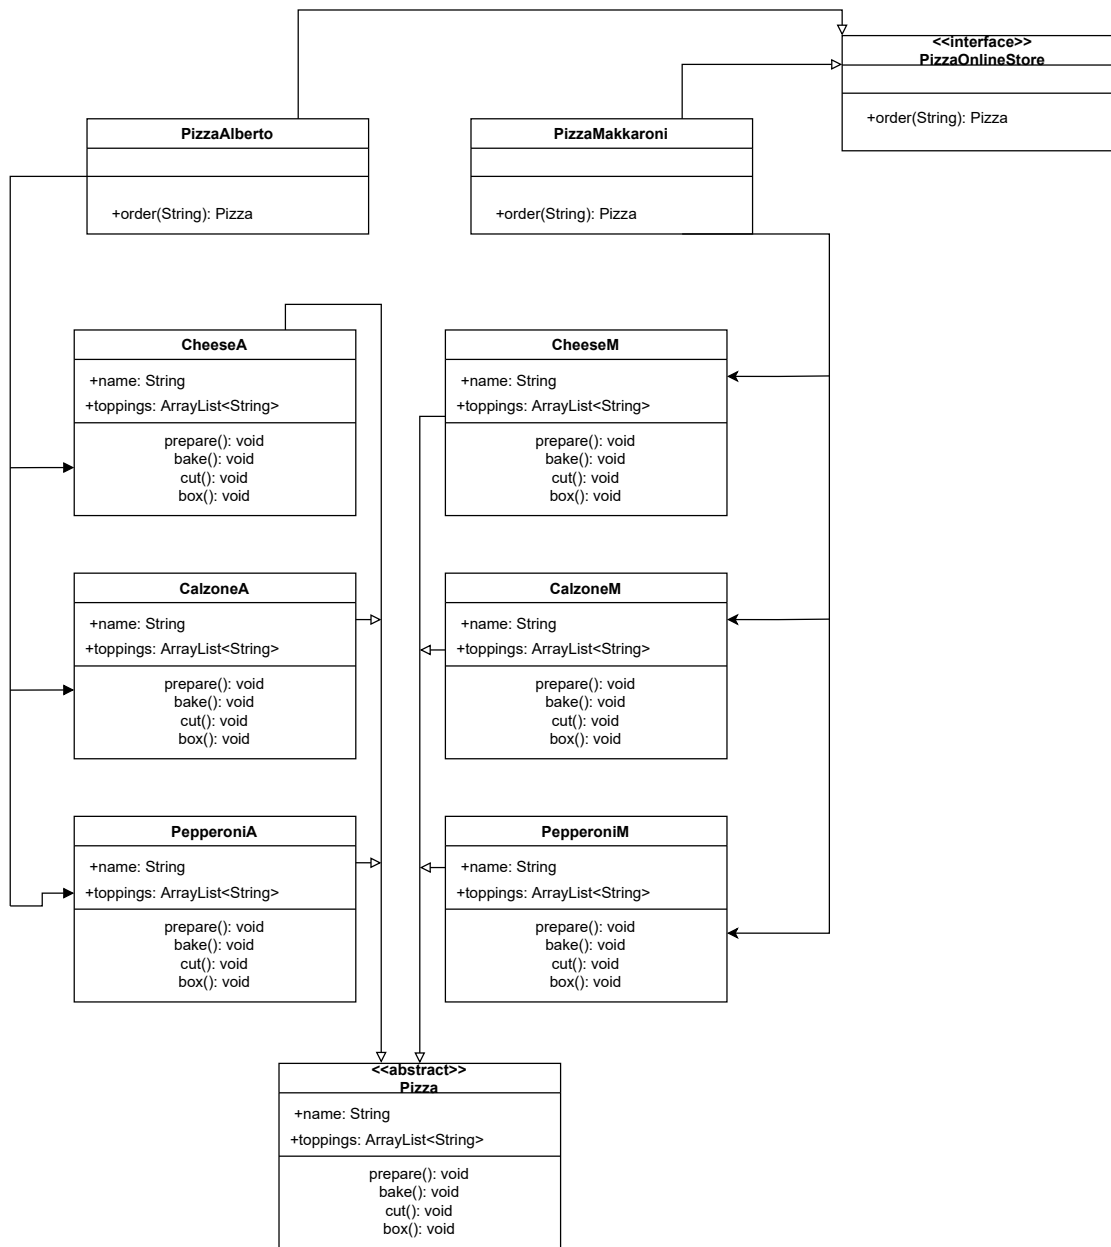 <<interface>>
PizzaOnlineStore
+order(String): Pizza
PizzaAlberto
+order(String): Pizza
PizzaMakkaroni
+order(String): Pizza
CheeseA
+name: String
+toppings: ArrayList<String>
prepare(): void
bake(): void
cut(): void
box(): void
CheeseM
+name: String
+toppings: ArrayList<String>
prepare(): void
bake(): void
cut(): void
box(): void
CalzoneA
+name: String
+toppings: ArrayList<String>
prepare(): void
bake(): void
cut(): void
box(): void
CalzoneM
+name: String
+toppings: ArrayList<String>
prepare(): void
bake(): void
cut(): void
box(): void
PepperoniA
+name: String
+toppings: ArrayList<String>
prepare(): void
bake(): void
cut(): void
box(): void
PepperoniM
+name: String
+toppings: ArrayList<String>
prepare(): void
bake(): void
cut(): void
box(): void
<<abstract>>
Pizza
+name: String
+toppings: ArrayList<String>
prepare(): void
bake(): void
cut(): void
box(): void